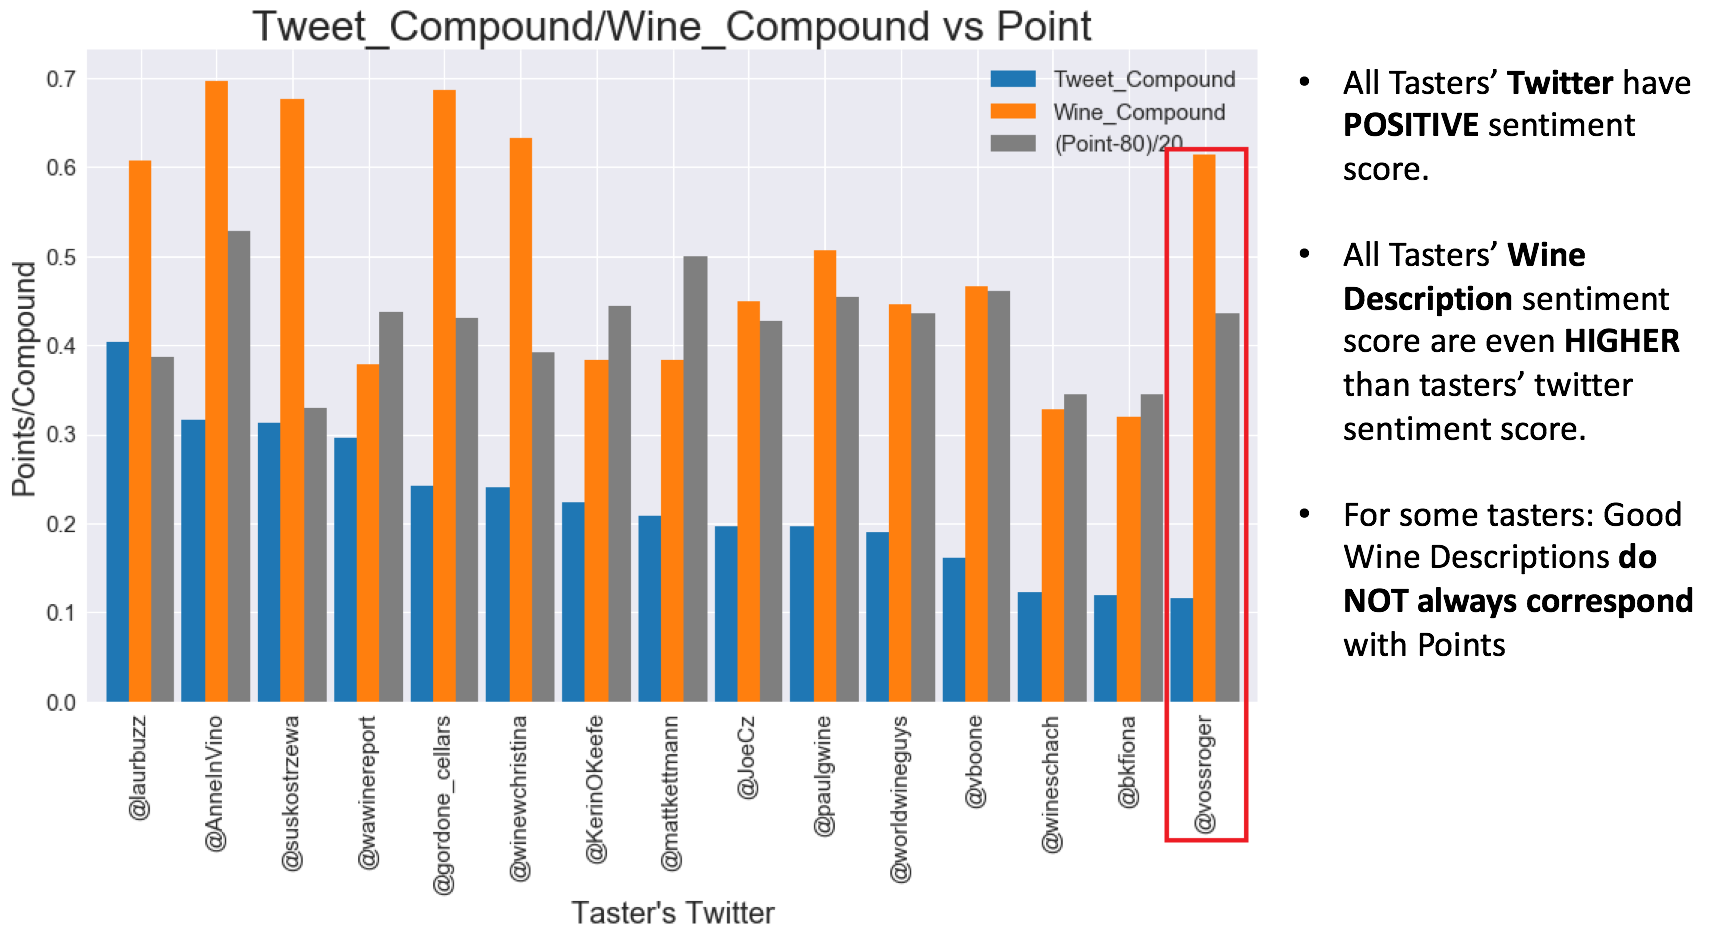 Tweet_Compound/Wine_Compound vs Point
Tweet_Compound
Wine_Compound
(Point-80)/20
Points/Compound
0.7
0.6
0.5
0.4
0.3
0.2
0.1
0.0
@laurbuzz
@AnneInVino
@suskostrzewa
@wawinereport
@gordone_cellars
@winewchristina
@KerinOKeefe
@mattkettmann
@JoeCz
@paulgwine
@worldwineguys
@vboone
@wineschach
@bkfiona
@vossroger
Taster's Twitter
• All Tasters’ Twitter have
POSITIVE sentiment
score.
• All Tasters’ Wine
Description sentiment
score are even HIGHER
than tasters’ twitter
sentiment score.
• For some tasters: Good
Wine Descriptions do
NOT always correspond
with Points